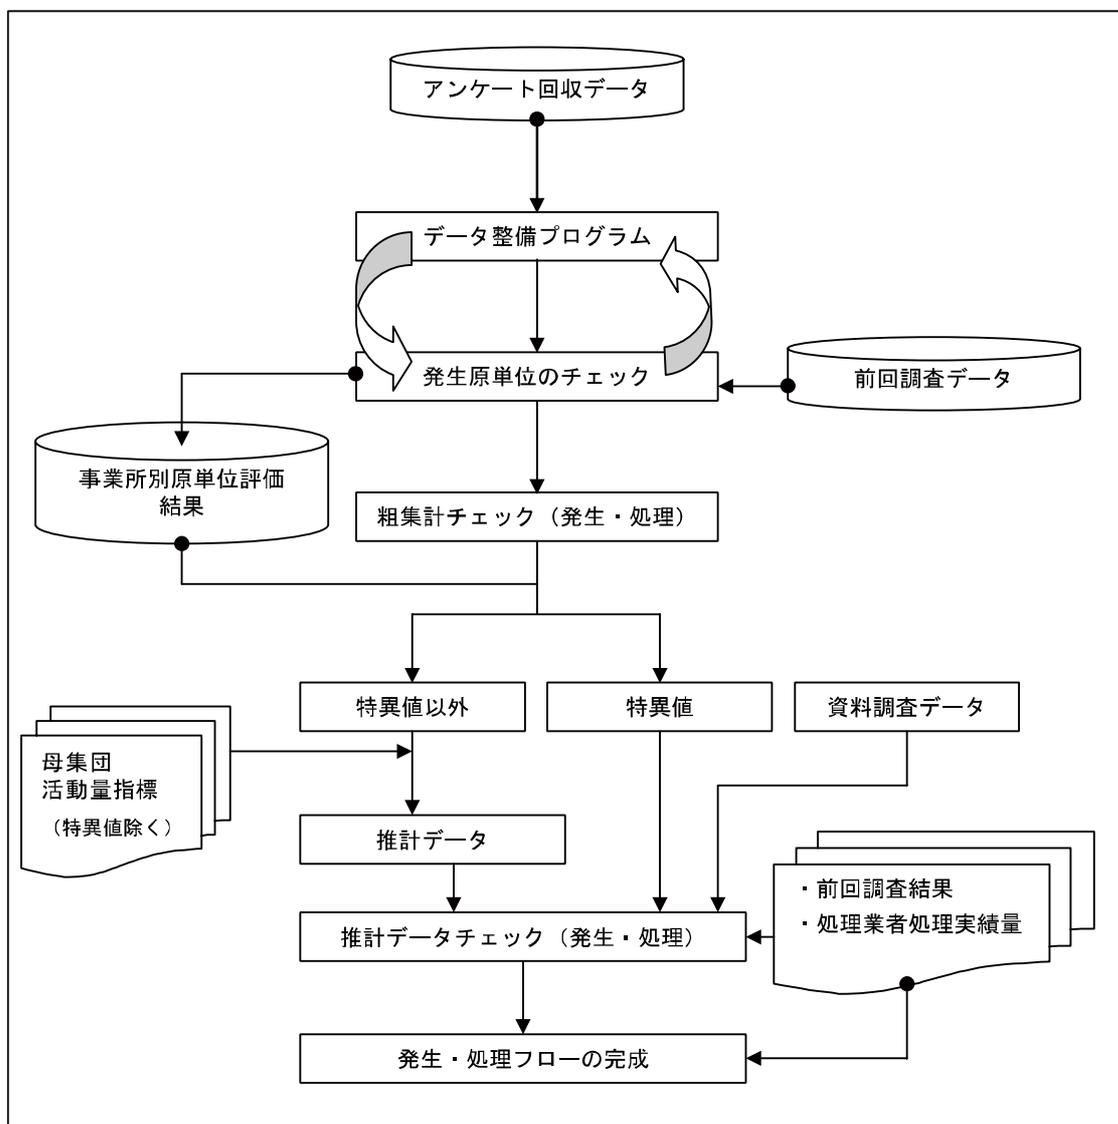 アンケート回収データ
データ整備プログラム
発生原単位のチェック
前回調査データ
事業所別原単位評価
結果
粗集計チェック（発生・処理）
特異値以外
特異値
資料調査データ
母集団
活動量指標
（特異値除く）
推計データ
・前回調査結果
・処理業者処理実績量
推計データチェック（発生・処理）
発生・処理フローの完成